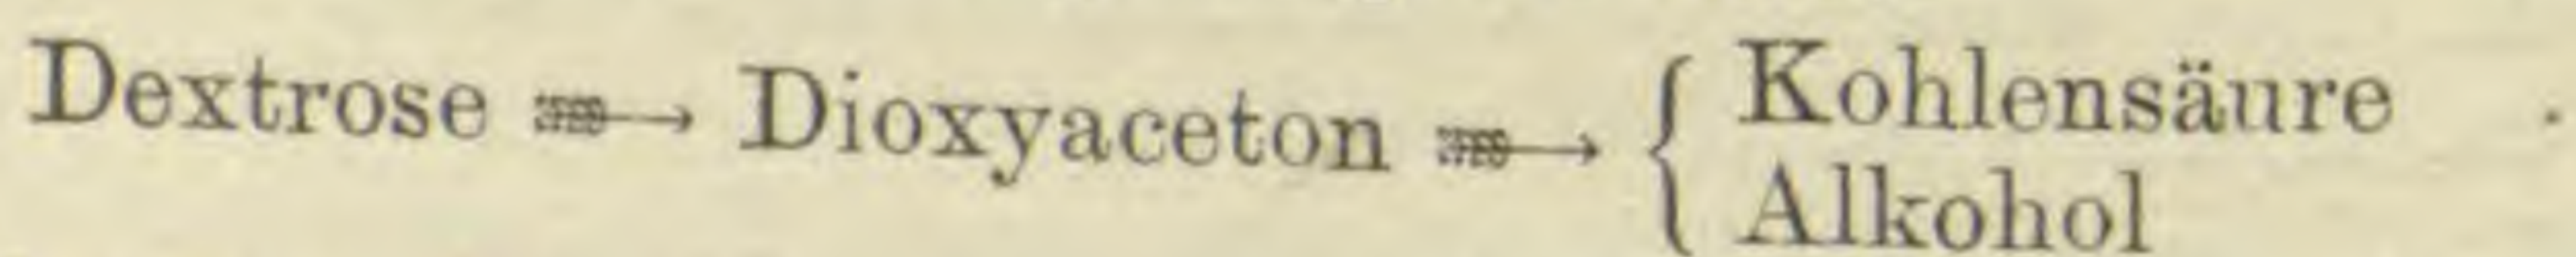 Dextrose ⟶ Dioxyaceton ⟶ { Kohlensäure .
Alkohol